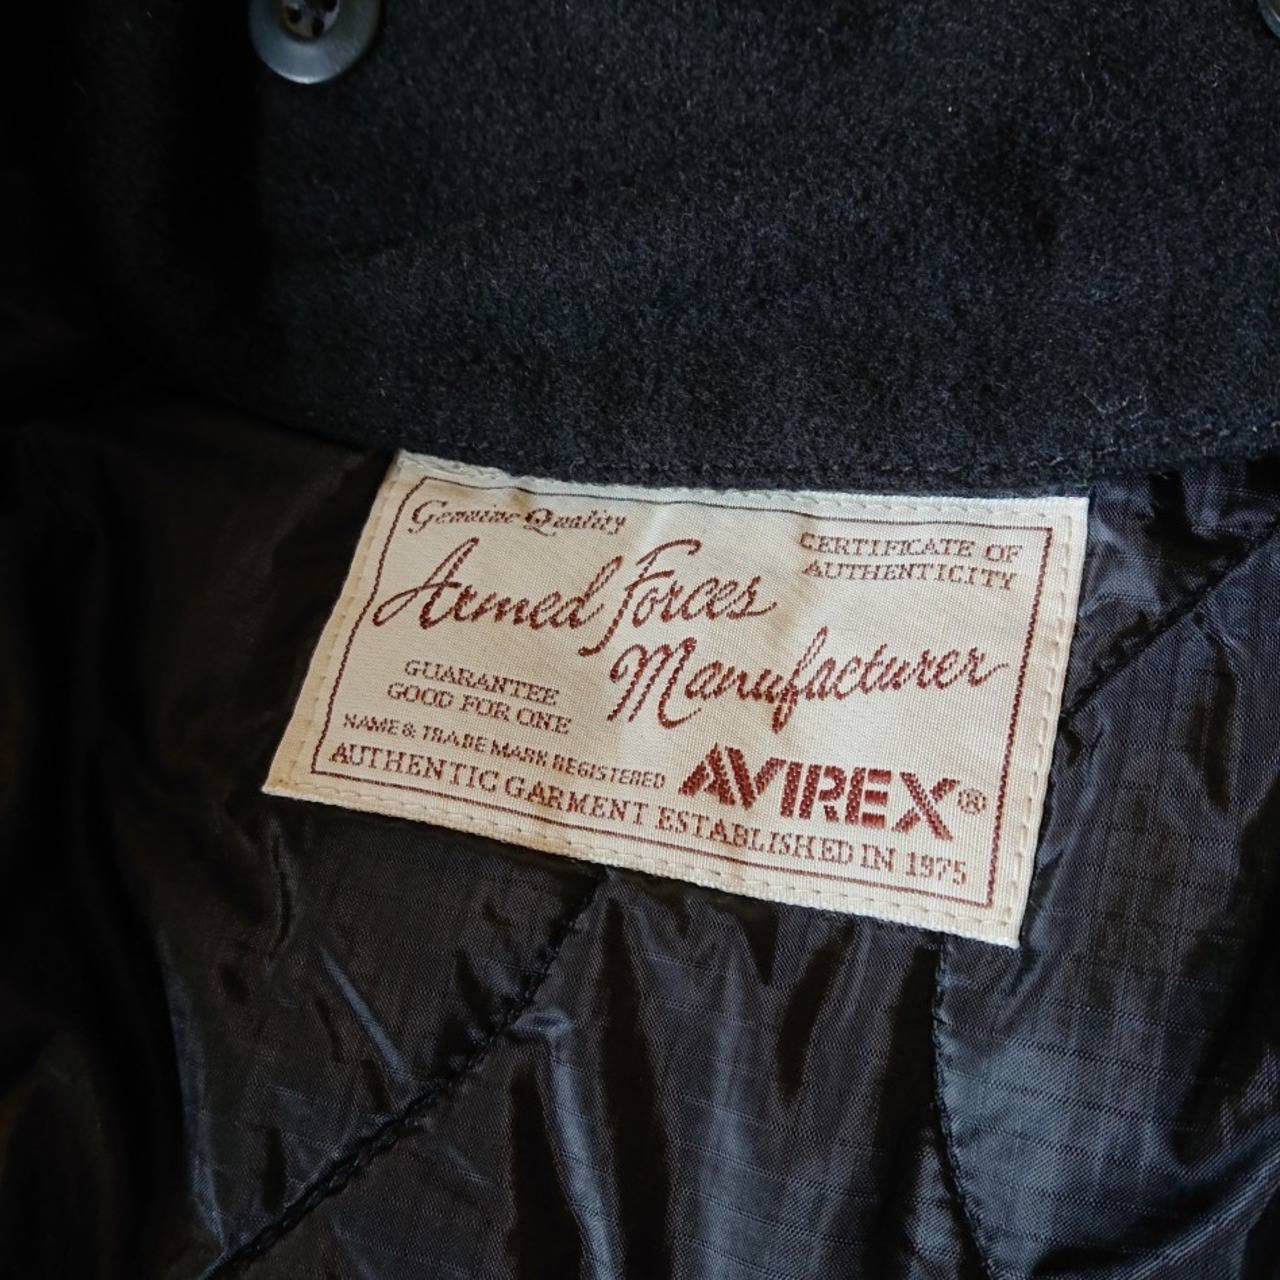 Genuine Quality
CERTIFICATE OF
AUTHENTICITY
Armed Forces
Manufacturer
GUARANTEE
GOOD FOR ONE
NAME & TRADE MARK REGISTERED
AVIREX®
AUTHENTIC GARMENT ESTABLISHED IN 1975